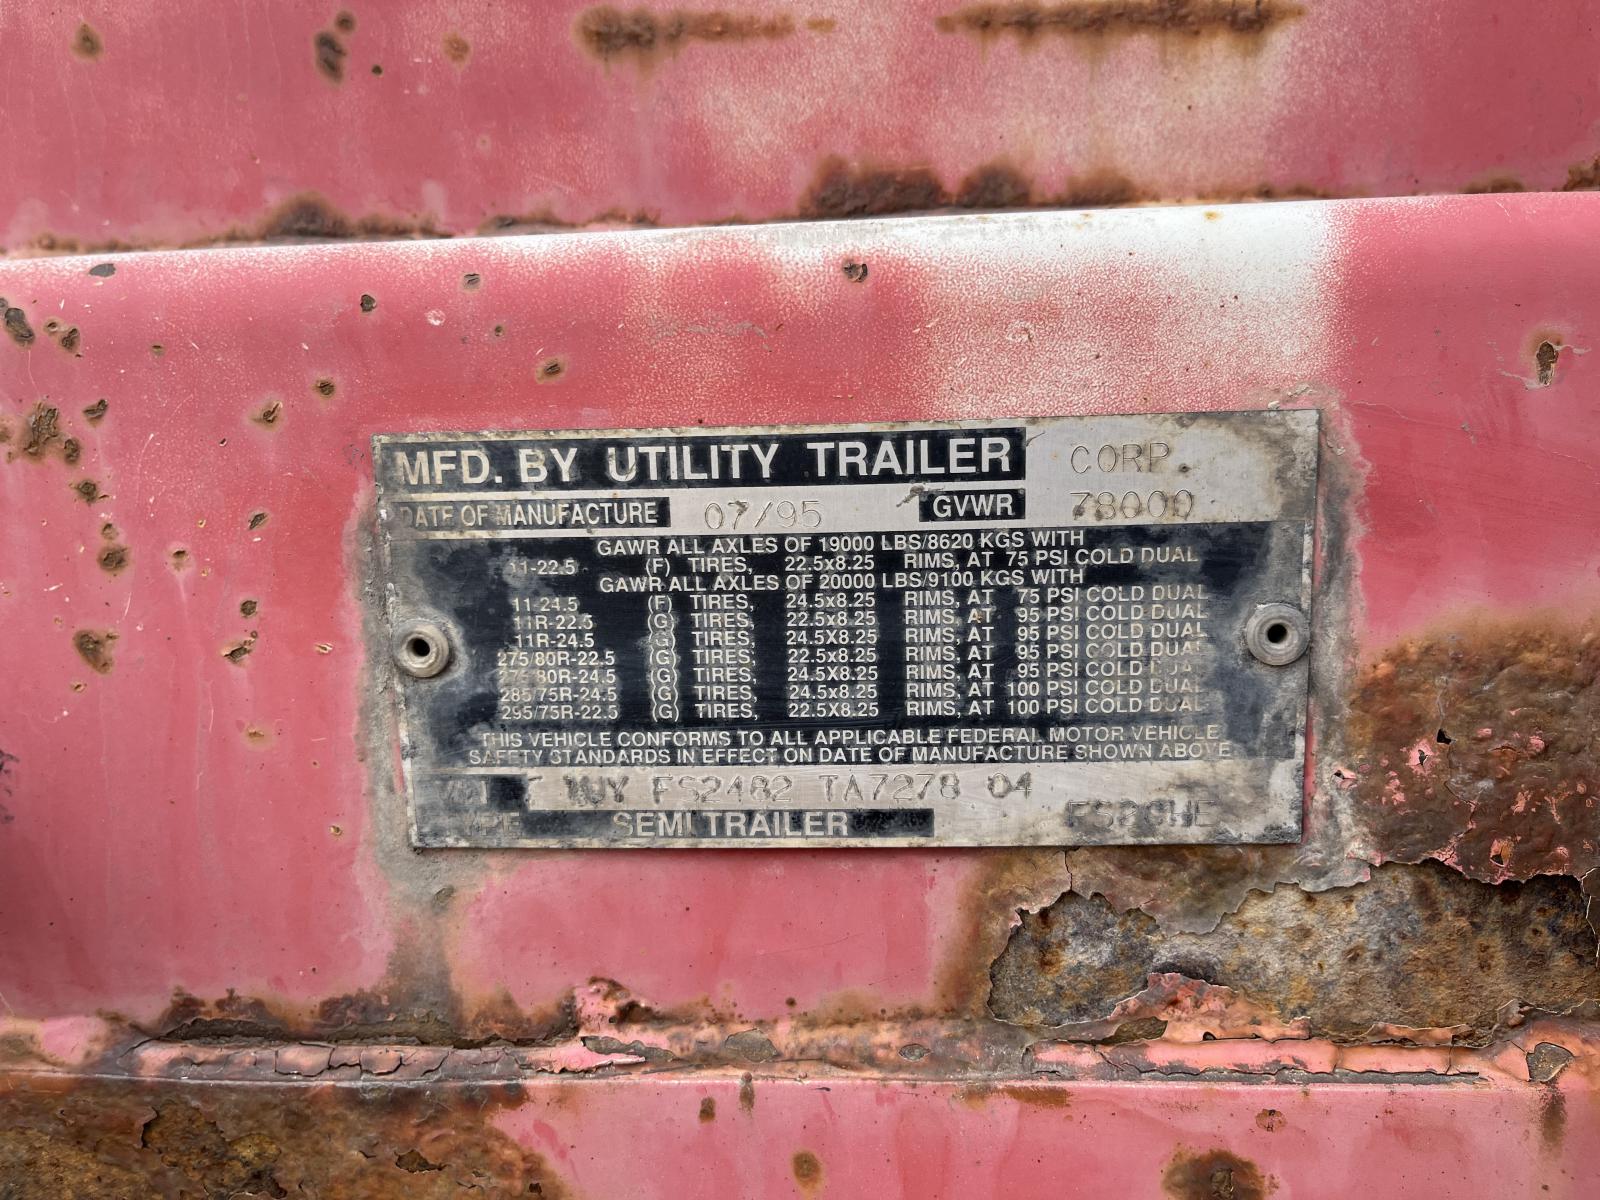 MFD. BY UTILITY TRAILER CORP.
DATE OF MANUFACTURE 07/95 GVWR 78000
GAWR ALL AXLES OF 19000 LBS/8620 KGS WITH
11-22.5 (F) TIRES, 22.5x8.25 RIMS, AT 75 PSI COLD DUAL
GAWR ALL AXLES OF 20000 LBS/9100 KGS WITH
11-24.5 (F) TIRES, 24.5x8.25 RIMS, AT 75 PSI COLD DUAL
11R-22.5 (G) TIRES, 22.5x8.25 RIMS, AT 95 PSI COLD DUAL
11R-24.5 (G) TIRES, 24.5X8.25 RIMS, AT 95 PSI COLD DUAL
275/80R-22.5 (G) TIRES, 22.5x8.25 RIMS, AT 95 PSI COLD DUAL
275/80R-24.5 (G) TIRES, 24.5X8.25 RIMS, AT 95 PSI COLD DUAL
285/75R-24.5 (G) TIRES, 24.5x8.25 RIMS, AT 100 PSI COLD DUAL
295/75R-22.5 (G) TIRES, 22.5X8.25 RIMS, AT 100 PSI COLD DUAL
THIS VEHICLE CONFORMS TO ALL APPLICABLE FEDERAL MOTOR VEHICLE
SAFETY STANDARDS IN EFFECT ON DATE OF MANUFACTURE SHOWN ABOVE
FS2482 TA7278 04
TYPE SEMI TRAILER